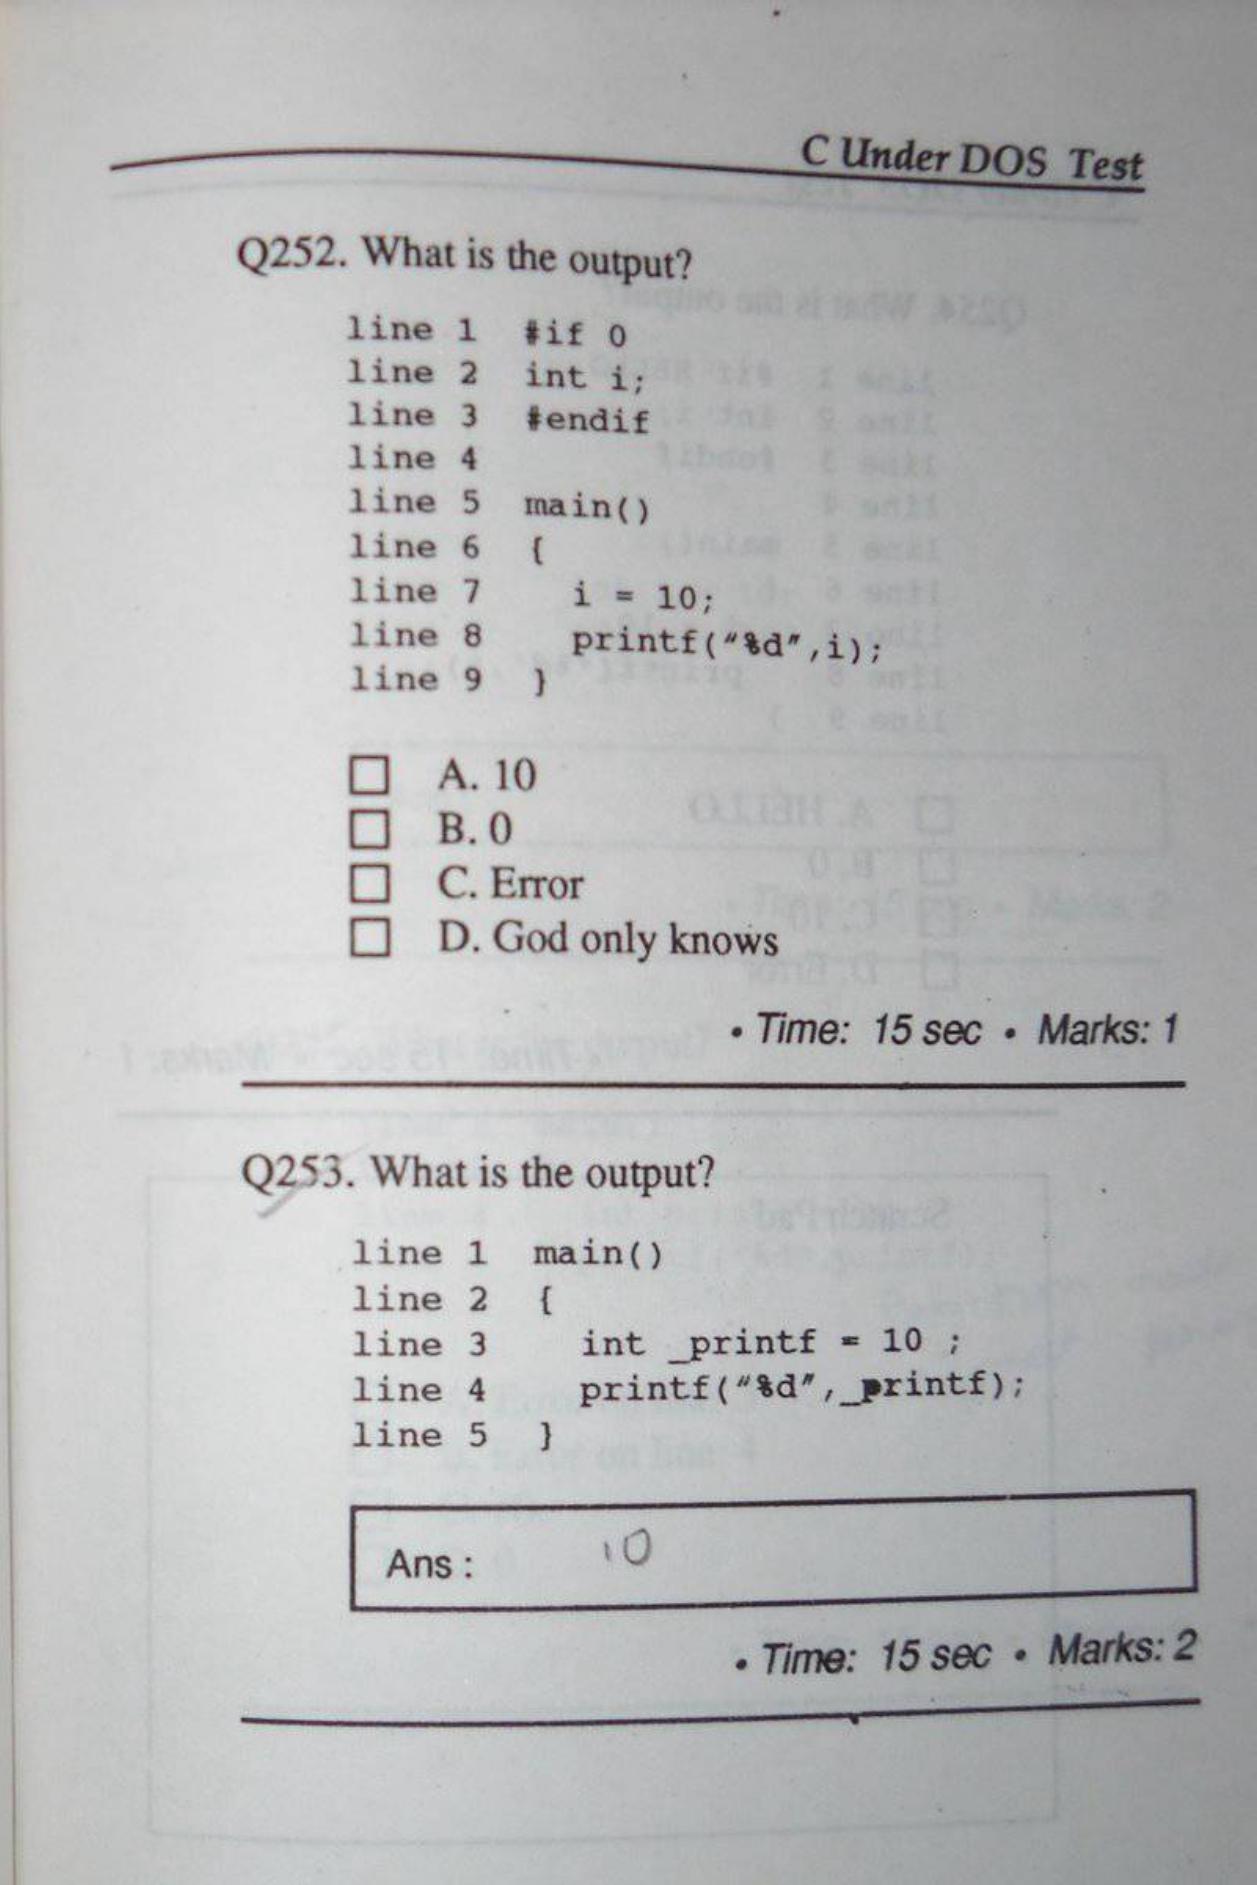 C Under DOS Test
Q252. What is the output?
line 1 #if 0
line 2 int i;
line 3 #endif
line 4
line 5 main()
line 6 {
line 7 i = 10;
line 8 printf("%d",i);
line 9 }
A. 10
B. 0
C. Error
D. God only knows
• Time: 15 sec • Marks: 1
Q253. What is the output?
line 1 main()
line 2 {
line 3 int _printf = 10 ;
line 4 printf("%d",_printf);
line 5 }
Ans : 10
• Time: 15 sec • Marks: 2